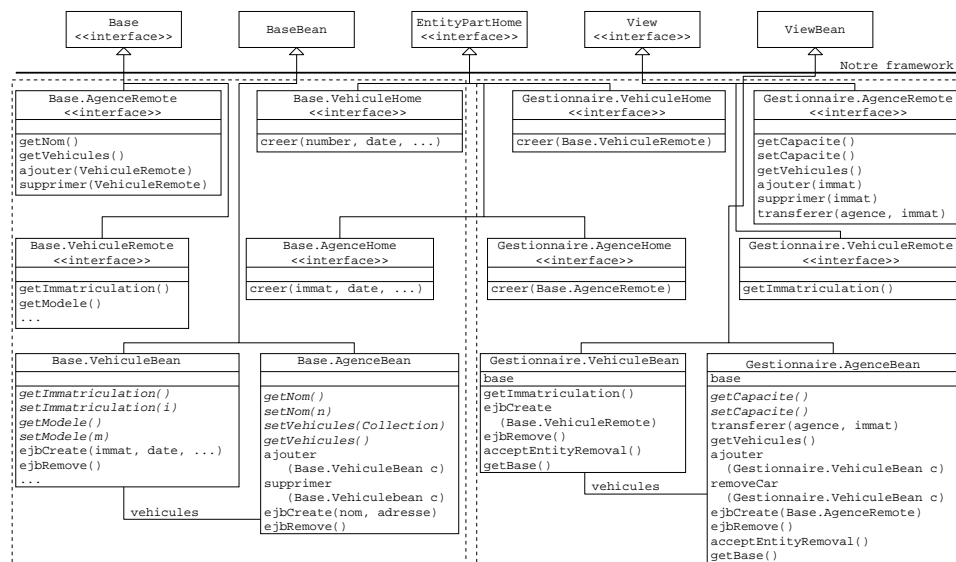 Base
<<interface>>
BaseBean
EntityPartHome
<<interface>>
View
<<interface>>
ViewBean
Notre framework
Base.AgenceRemote
<<interface>>
getNom()
getVehicules()
ajouter(VehiculeRemote)
supprimer(VehiculeRemote)
Base.VehiculeHome
<<interface>>
creer(number, date, ...)
Gestionnaire.VehiculeHome
<<interface>>
creer(Base.VehiculeRemote)
Gestionnaire.AgenceRemote
<<interface>>
getCapacite()
setCapacite()
getVehicules()
ajouter(immat)
supprimer(immat)
transferer(agence, immat)
Base.VehiculeRemote
<<interface>>
getImmatriculation()
getModele()
...
Base.AgenceHome
<<interface>>
creer(immat, date, ...)
Gestionnaire.AgenceHome
<<interface>>
creer(Base.AgenceRemote)
Gestionnaire.VehiculeRemote
<<interface>>
getImmatriculation()
Base.VehiculeBean
getImmatriculation()
setImmatriculation(i)
getModele()
setModele(m)
ejbCreate(immat, date, ...)
ejbRemove()
...
Base.AgenceBean
getNom()
setNom(n)
setVehicules(Collection)
getVehicules()
ajouter
(Base.VehiculeBean c)
supprimer
(Base.Vehiculebean c)
ejbCreate(nom, adresse)
ejbRemove()
vehicules
Gestionnaire.VehiculeBean
base
getImmatriculation()
ejbCreate
(Base.VehiculeRemote)
ejbRemove()
acceptEntityRemoval()
getBase()
Gestionnaire.AgenceBean
base
getCapacite()
setCapacite()
transferer(agence, immat)
getVehicules()
ajouter
(Gestionnaire.VehiculeBean c)
removeCar
(Gestionnaire.VehiculeBean c)
ejbCreate(Base.AgenceRemote)
ejbRemove()
acceptEntityRemoval()
getBase()
vehicules